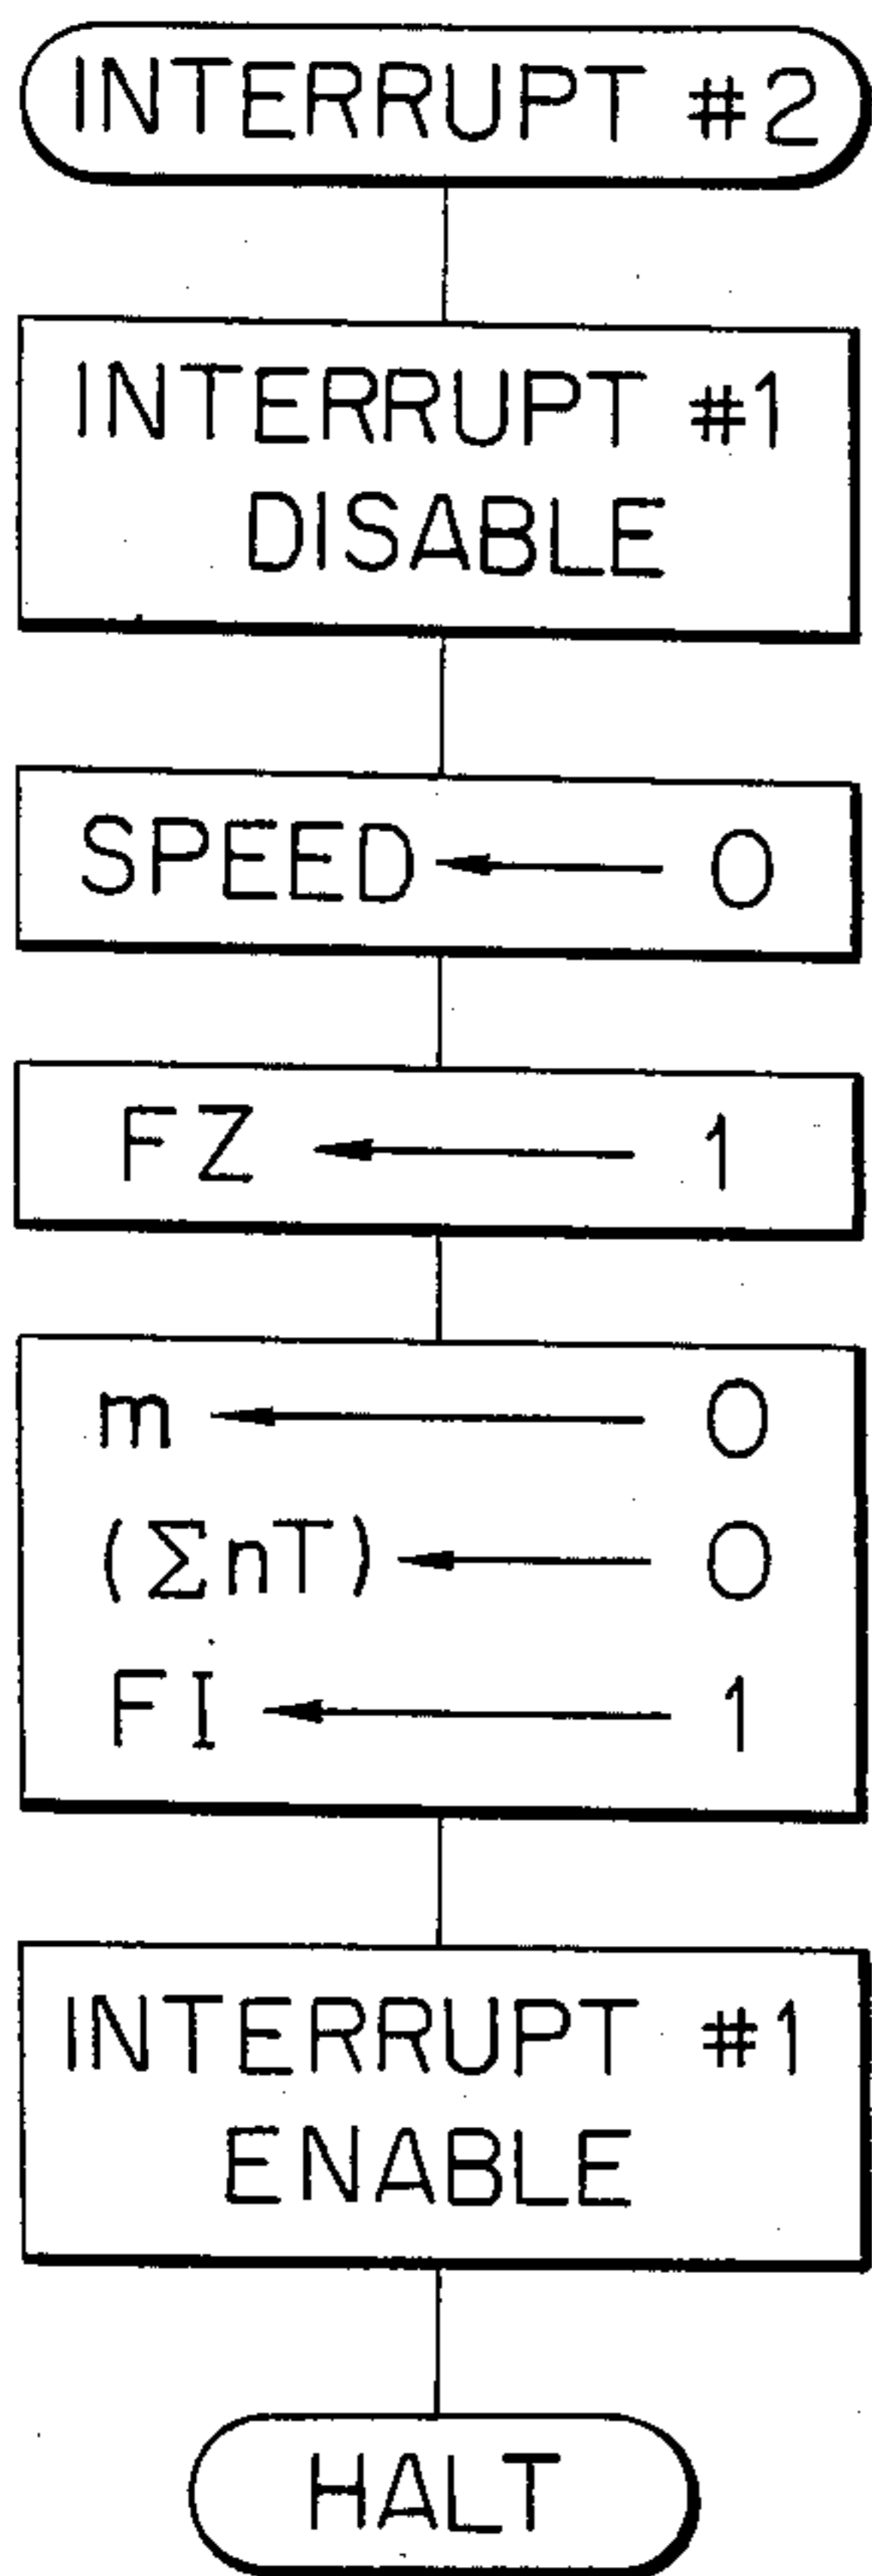 INTERRUPT #2
INTERRUPT #1
DISABLE
SPEED ← 0
FZ ← 1
m ← 0
(ΣnT) ← 0
FI ← 1
INTERRUPT #1
ENABLE
HALT